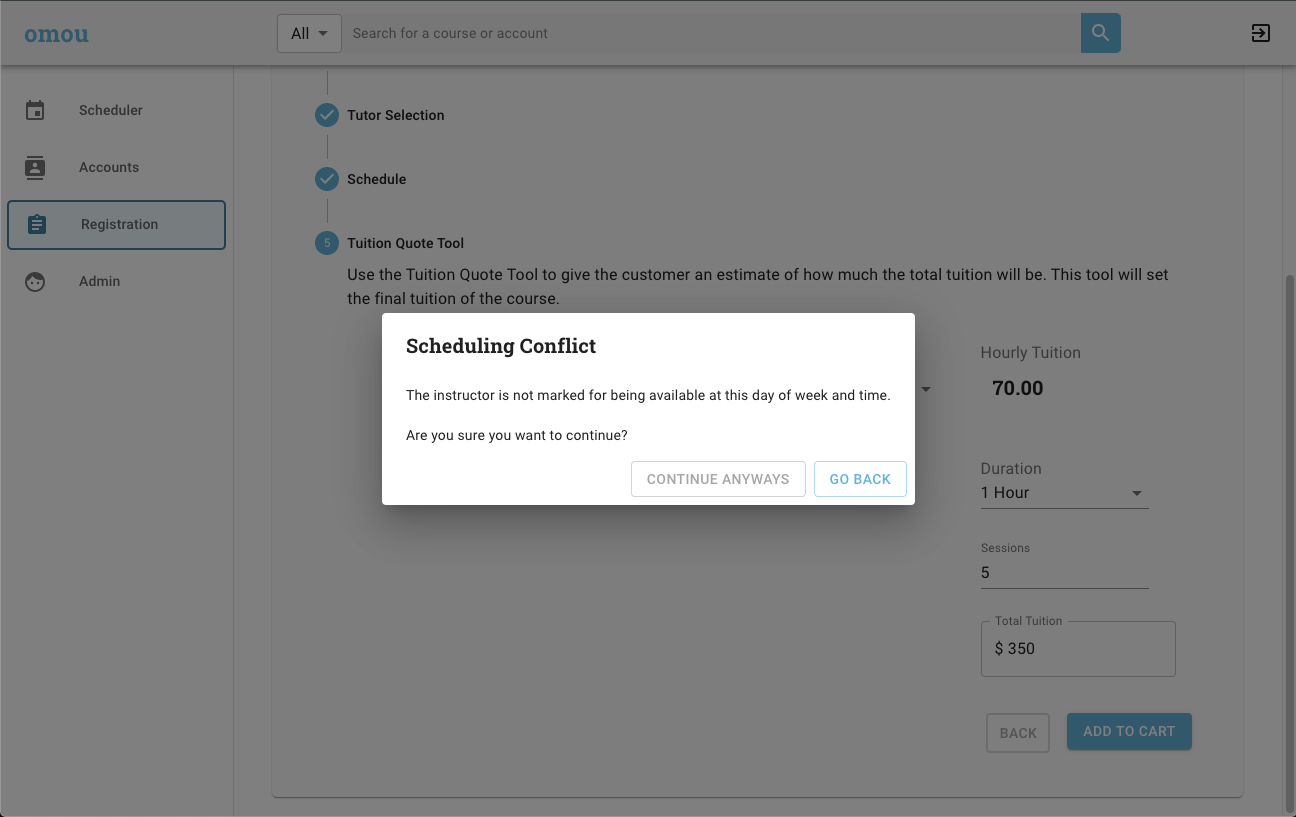 omou
All
Search for a course or account
Scheduler
Accounts
Registration
Admin
Tutor Selection
Schedule
5
Tuition Quote Tool
Use the Tuition Quote Tool to give the customer an estimate of how much the total tuition will be. This tool will set
the final tuition of the course.
Scheduling Conflict
The instructor is not marked for being available at this day of week and time.
Are you sure you want to continue?
CONTINUE ANYWAYS
GO BACK
Hourly Tuition
70.00
Duration
1 Hour
Sessions
5
Total Tuition
$ 350
BACK
ADD TO CART